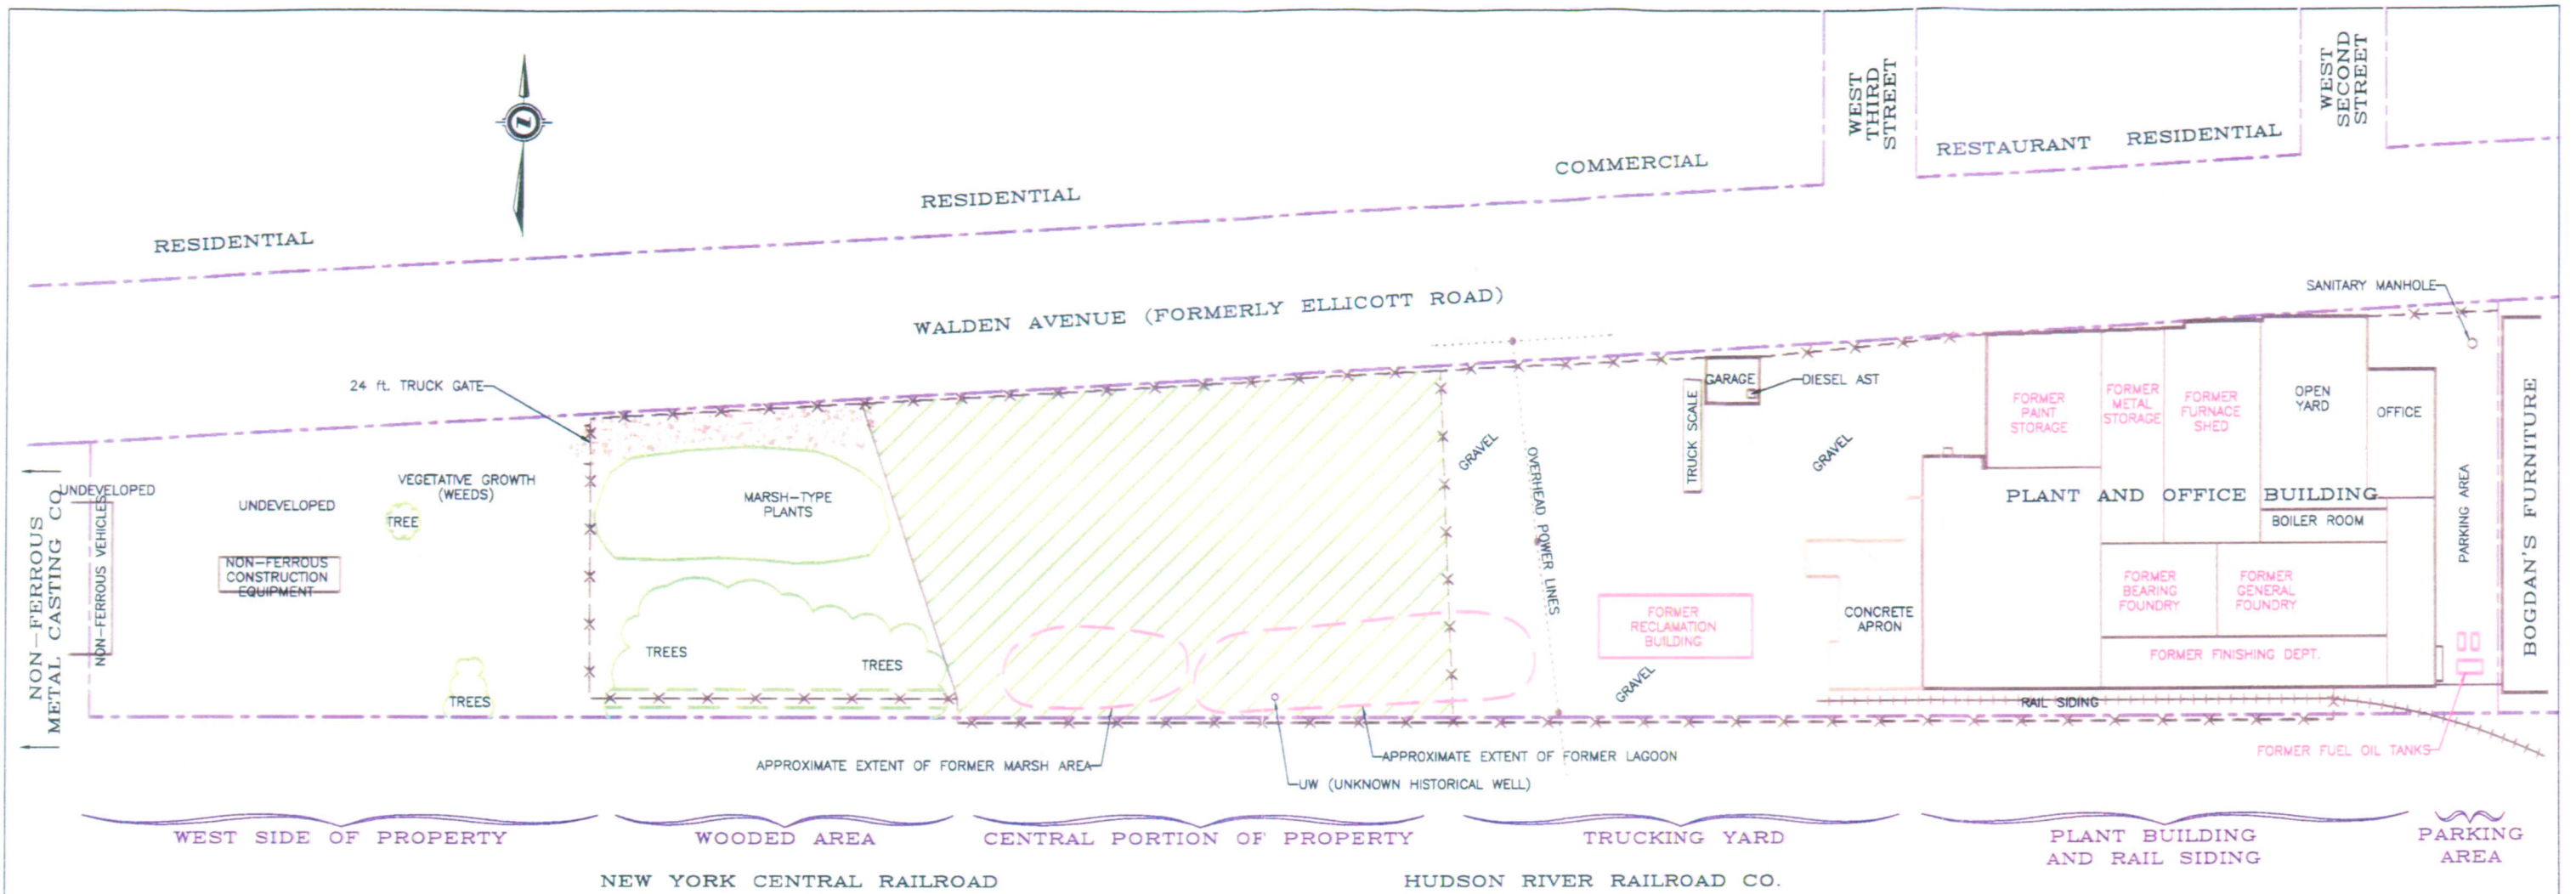 WEST
THIRD
STREET
WEST
SECOND
STREET
RESTAURANT
RESIDENTIAL
COMMERCIAL
RESIDENTIAL
RESIDENTIAL
WALDEN AVENUE (FORMERLY ELLICOTT ROAD)
SANITARY MANHOLE
24 ft. TRUCK GATE
GARAGE
DIESEL AST
TRUCK SCALE
GRAVEL
GRAVEL
OVERHEAD POWER LINES
FORMER
PAINT
STORAGE
FORMER
METAL
STORAGE
FORMER
FURNACE
SHED
OPEN
YARD
OFFICE
PARKING AREA
BOGDAN'S FURNITURE
NON-FERROUS
METAL CASTING CO.
UNDEVELOPED
NON-FERROUS VEHICLES
UNDEVELOPED
VEGETATIVE GROWTH
(WEEDS)
TREE
MARSH-TYPE
PLANTS
NON-FERROUS
CONSTRUCTION
EQUIPMENT
PLANT AND OFFICE BUILDING
BOILER ROOM
FORMER
BEARING
FOUNDRY
FORMER
GENERAL
FOUNDRY
CONCRETE
APRON
FORMER
RECLAMATION
BUILDING
GRAVEL
FORMER FINISHING DEPT.
TREES
TREES
TREES
RAIL SIDING
FORMER FUEL OIL TANKS
APPROXIMATE EXTENT OF FORMER MARSH AREA
APPROXIMATE EXTENT OF FORMER LAGOON
UW (UNKNOWN HISTORICAL WELL)
WEST SIDE OF PROPERTY
WOODED AREA
CENTRAL PORTION OF PROPERTY
TRUCKING YARD
PLANT BUILDING
AND RAIL SIDING
PARKING
AREA
NEW YORK CENTRAL RAILROAD
HUDSON RIVER RAILROAD CO.